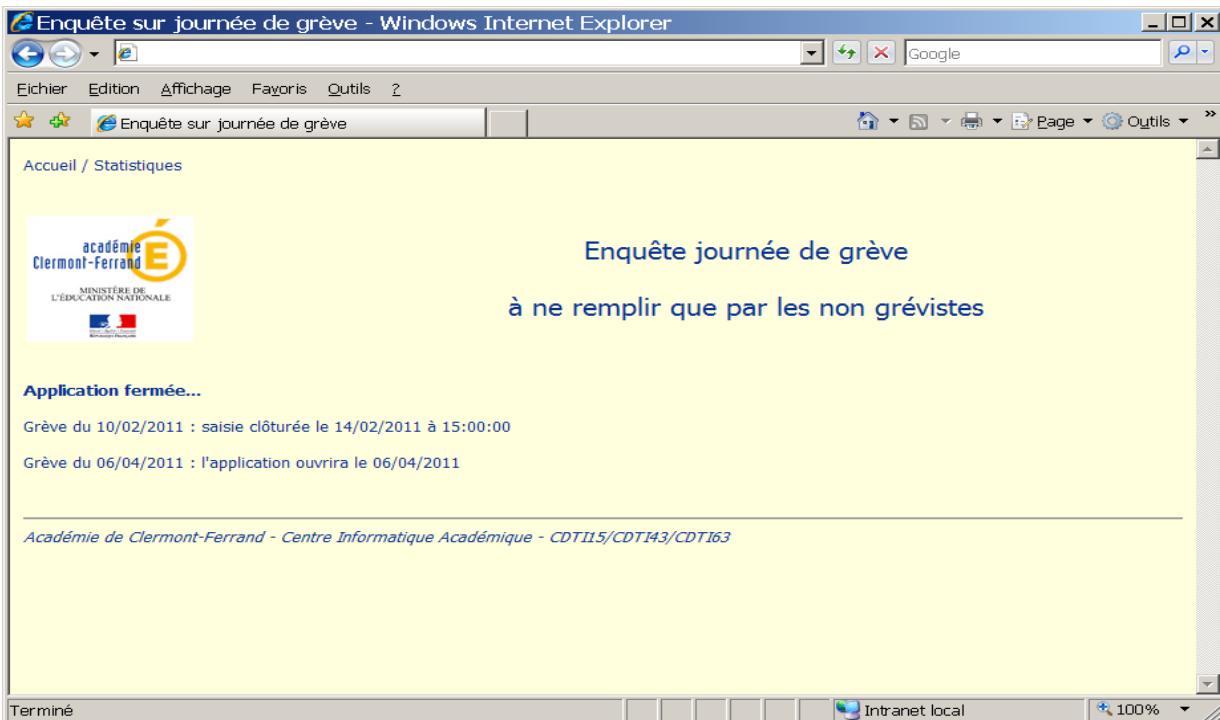 Enquête sur journée de grève - Windows Internet Explorer
Google
Fichier Edition Affichage Favoris Outils ?
Enquête sur journée de grève
Page Outils »
Accueil / Statistiques
académie
Clermont-Ferrand
MINISTÈRE DE
L'ÉDUCATION NATIONALE
Enquête journée de grève
à ne remplir que par les non grévistes
Application fermée...
Grève du 10/02/2011 : saisie clôturée le 14/02/2011 à 15:00:00
Grève du 06/04/2011 : l'application ouvrira le 06/04/2011
Académie de Clermont-Ferrand - Centre Informatique Académique - CDTI15/CDTI43/CDTI63
Terminé
Intranet local
100%